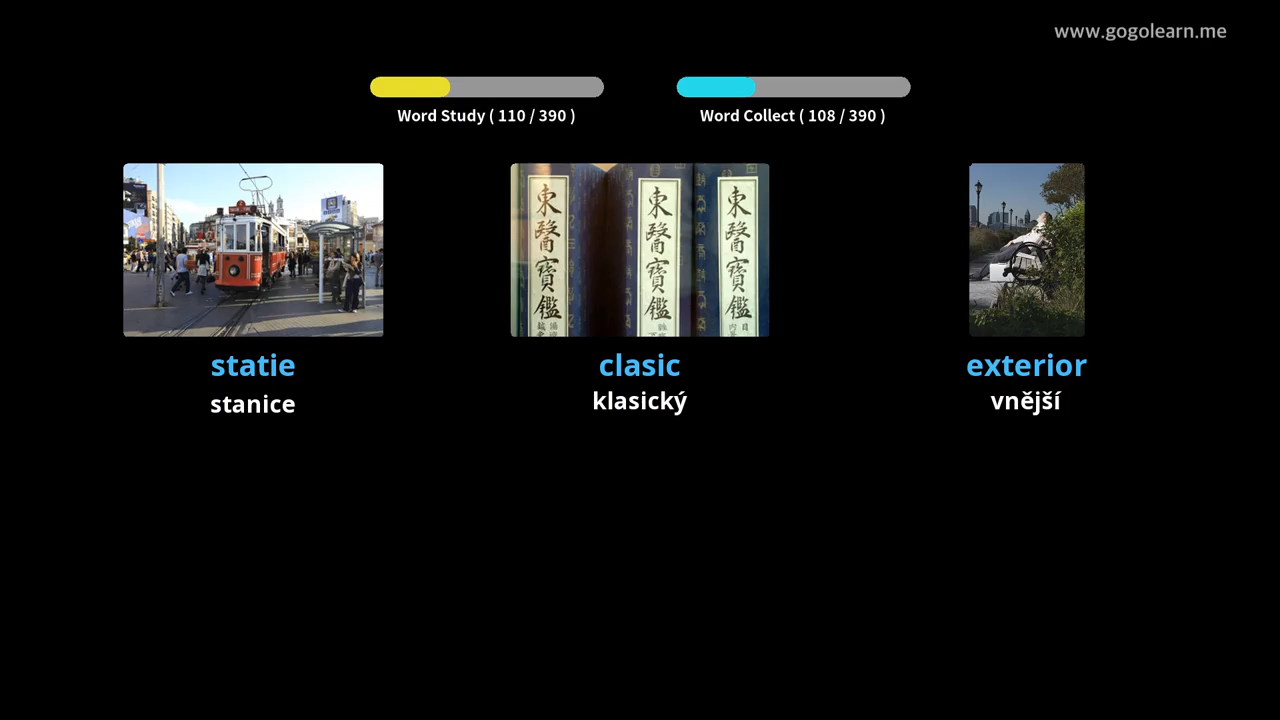 www.gogolearn.me
Word Study ( 110 / 390 )
Word Collect ( 108 / 390 )
東醫寶鑑
東醫寶鑑
東醫寶鑑
statie
clasic
exterior
stanice
klasický
vnější